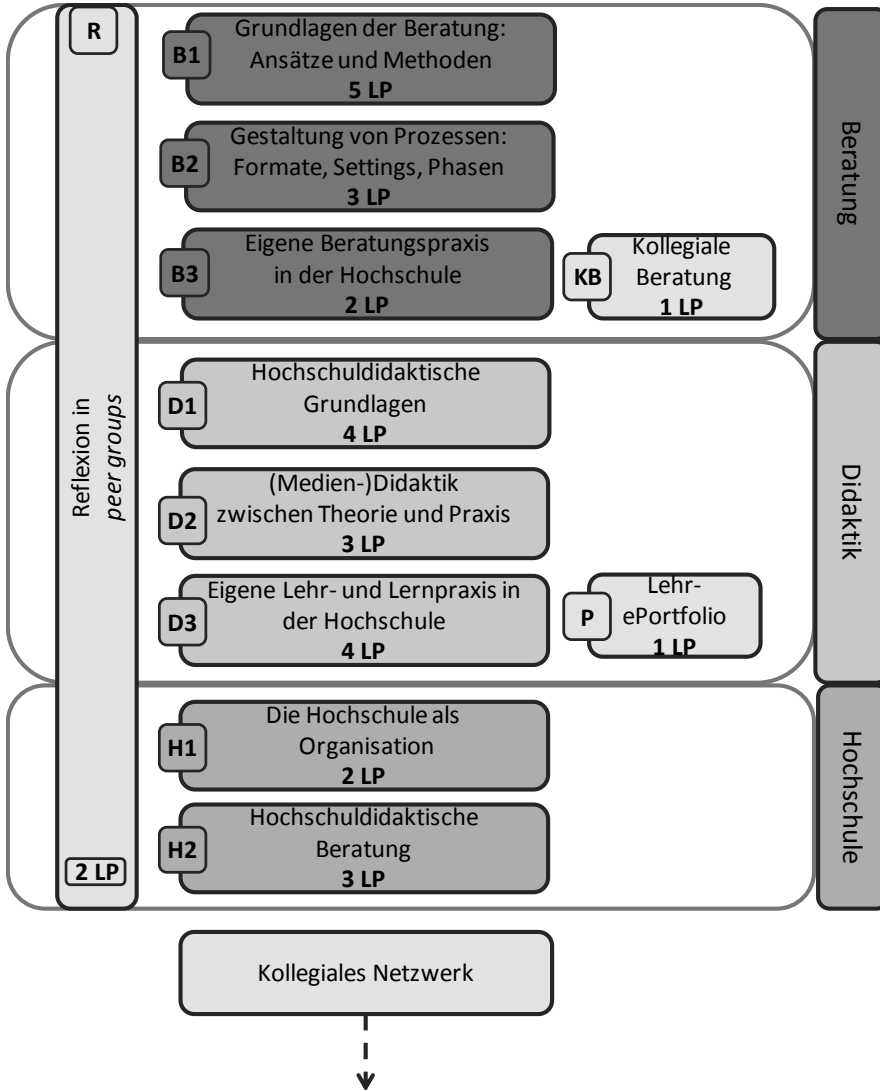 R
Reflexion in
peer groups
2 LP
B1
Grundlagen der Beratung:
Ansätze und Methoden
5 LP
B2
Gestaltung von Prozessen:
Formate, Settings, Phasen
3 LP
B3
Eigene Beratungspraxis
in der Hochschule
2 LP
KB
Kollegiale
Beratung
1 LP
Beratung
D1
Hochschuldidaktische
Grundlagen
4 LP
D2
(Medien-)Didaktik
zwischen Theorie und Praxis
3 LP
D3
Eigene Lehr- und Lernpraxis in
der Hochschule
4 LP
P
Lehr-
ePortfolio
1 LP
Didaktik
H1
Die Hochschule als
Organisation
2 LP
H2
Hochschuldidaktische
Beratung
3 LP
Hochschule
Kollegiales Netzwerk